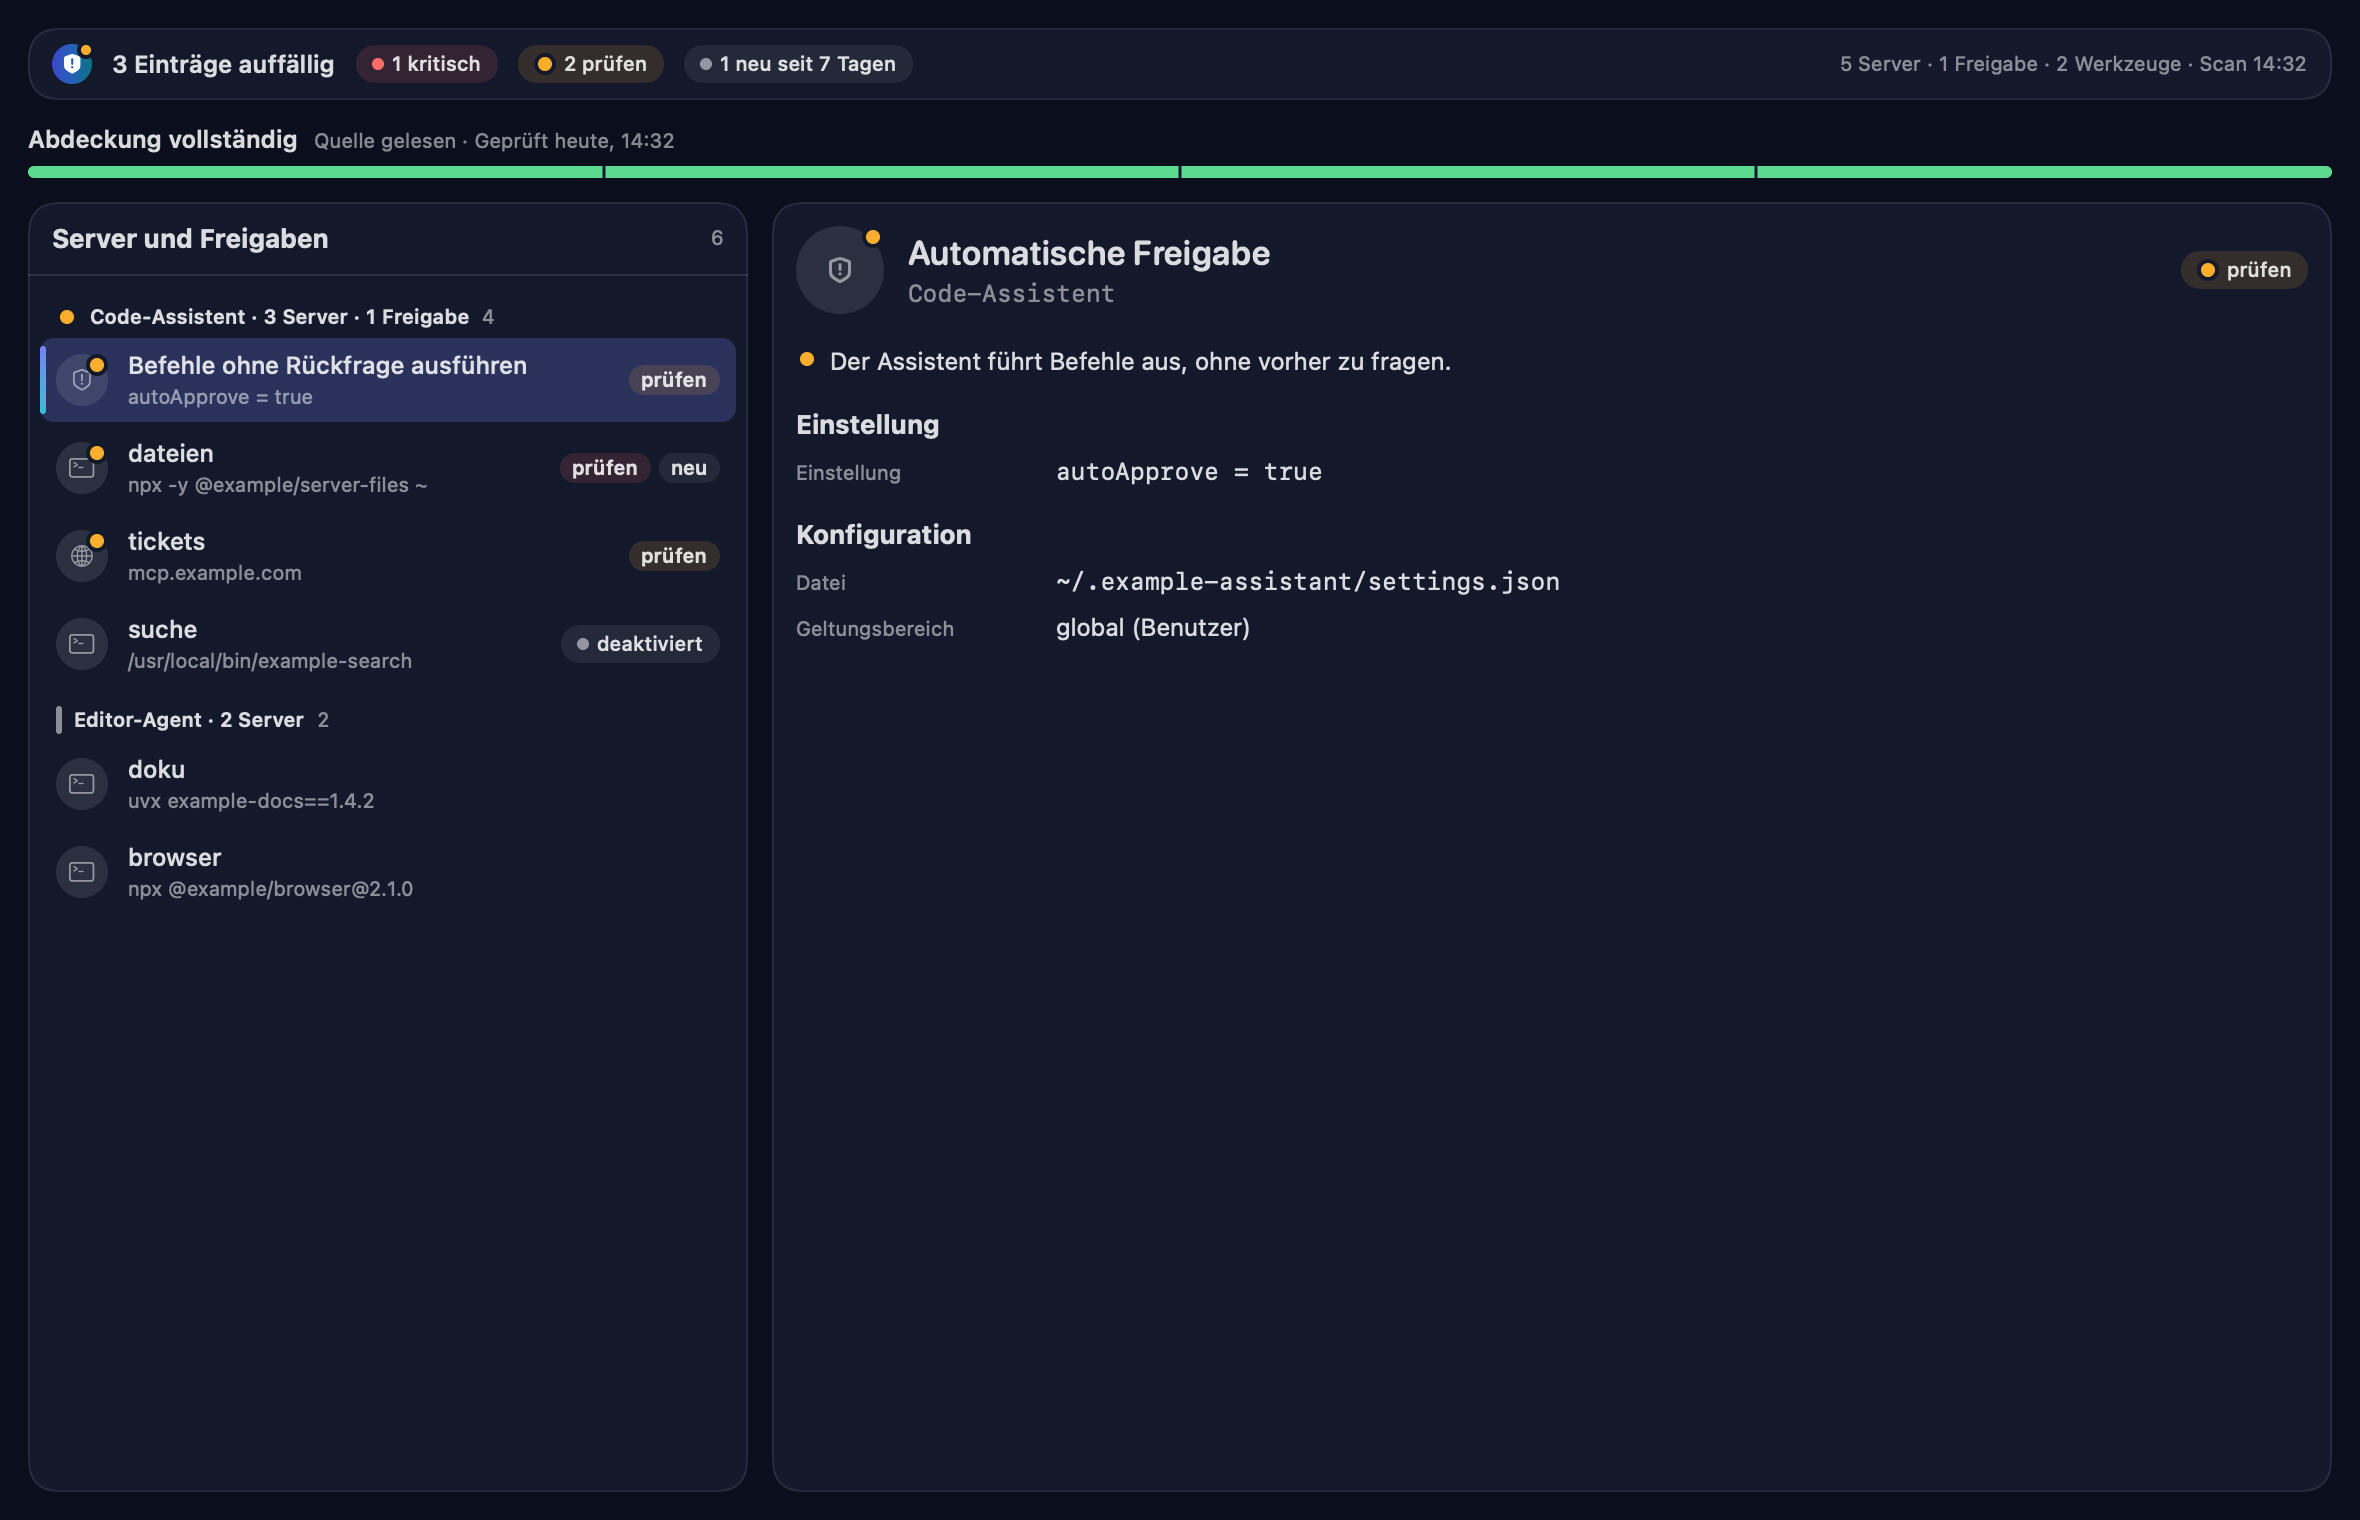 3 Einträge auffällig
1 kritisch
2 prüfen
1 neu seit 7 Tagen
5 Server · 1 Freigabe · 2 Werkzeuge · Scan 14:32
Abdeckung vollständig Quelle gelesen · Geprüft heute, 14:32
Server und Freigaben 6
Code-Assistent · 3 Server · 1 Freigabe 4
Befehle ohne Rückfrage ausführen
autoApprove = true
prüfen
dateien
npx -y @example/server-files ~
prüfen neu
tickets
mcp.example.com
prüfen
suche
/usr/local/bin/example-search
deaktiviert
Editor-Agent · 2 Server 2
doku
uvx example-docs==1.4.2
browser
npx @example/browser@2.1.0
Automatische Freigabe
Code-Assistent
prüfen
Der Assistent führt Befehle aus, ohne vorher zu fragen.
Einstellung
Einstellung autoApprove = true
Konfiguration
Datei ~/.example-assistant/settings.json
Geltungsbereich global (Benutzer)